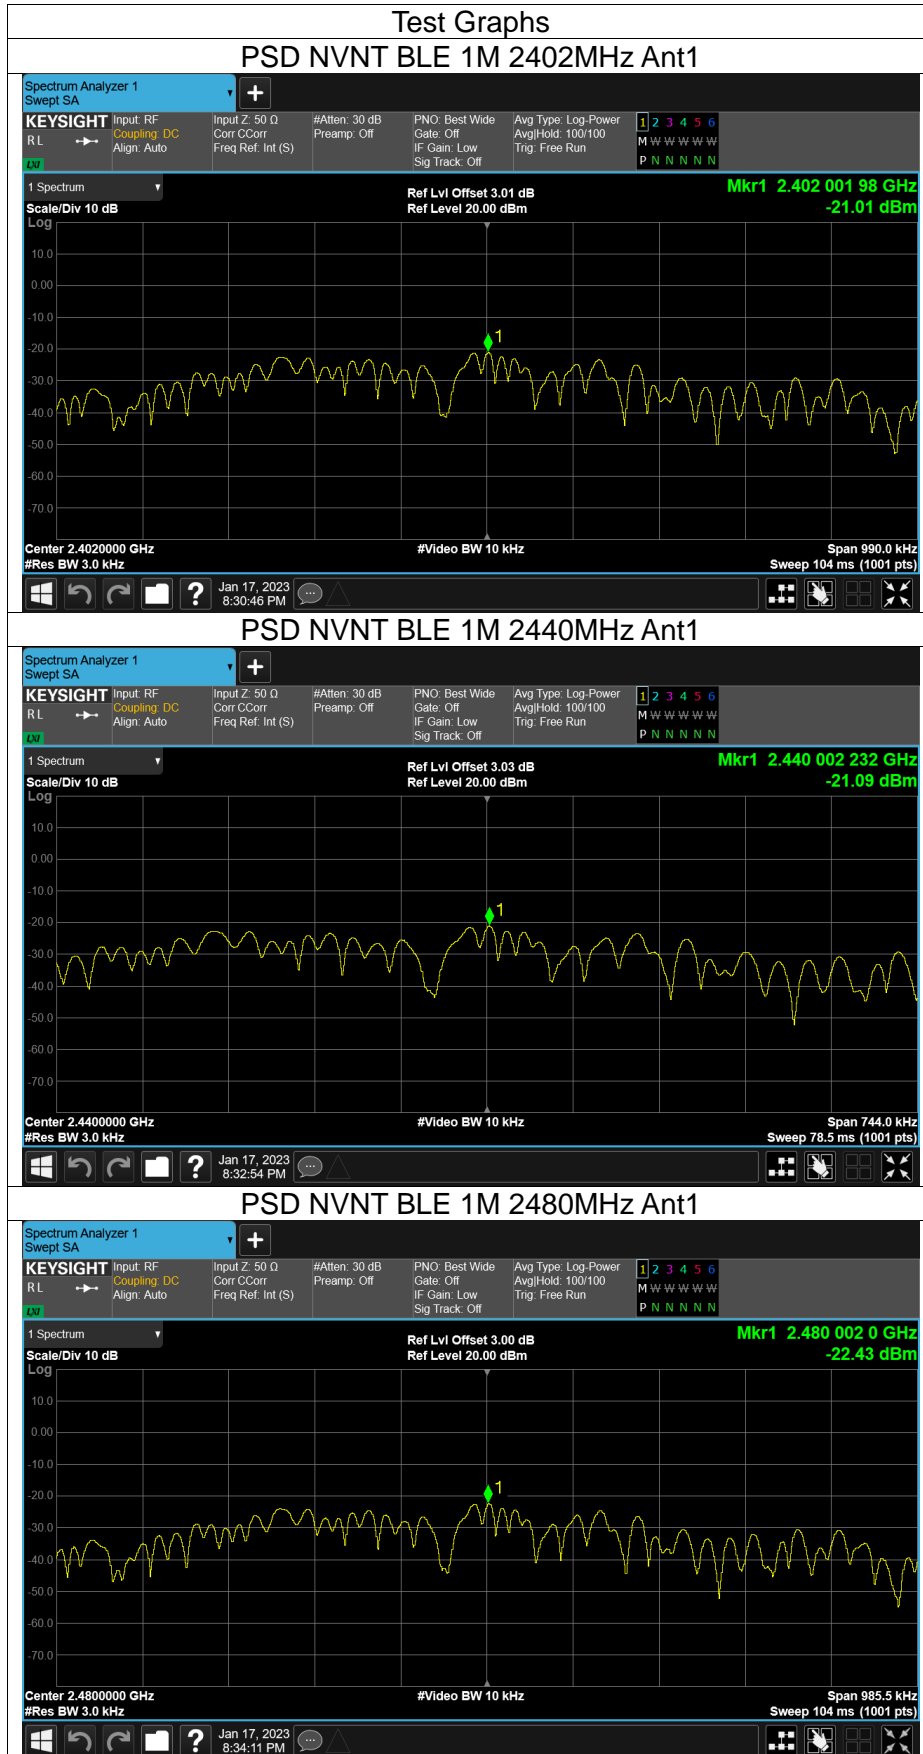 Test Graphs
PSD NVNT BLE 1M 2402MHz Ant1
Spectrum Analyzer 1
Swept SA
+
KEYSIGHT Input: RF Input Z: 50 Ω #Atten: 30 dB PNO: Best Wide Avg Type: Log-Power 1 2 3 4 5 6
R L Coupling: DC Corr CCorr Preamp: Off Gate: Off Avg|Hold: 100/100 M W W W W W
Align: Auto Freq Ref: Int (S) IF Gain: Low Trig: Free Run
LXI Sig Track: Off P N N N N N
1 Spectrum Ref Lvl Offset 3.01 dB Mkr1 2.402 001 98 GHz
Scale/Div 10 dB Ref Level 20.00 dBm -21.01 dBm
Log
10.0
0.00
-10.0
1
-20.0
-30.0
-40.0
-50.0
-60.0
-70.0
Center 2.4020000 GHz #Video BW 10 kHz Span 990.0 kHz
#Res BW 3.0 kHz Sweep 104 ms (1001 pts)
? Jan 17, 2023
8:30:46 PM
PSD NVNT BLE 1M 2440MHz Ant1
Spectrum Analyzer 1
Swept SA
+
KEYSIGHT Input: RF Input Z: 50 Ω #Atten: 30 dB PNO: Best Wide Avg Type: Log-Power 1 2 3 4 5 6
R L Coupling: DC Corr CCorr Preamp: Off Gate: Off Avg|Hold: 100/100 M W W W W W
Align: Auto Freq Ref: Int (S) IF Gain: Low Trig: Free Run
LXI Sig Track: Off P N N N N N
1 Spectrum Ref Lvl Offset 3.03 dB Mkr1 2.440 002 232 GHz
Scale/Div 10 dB Ref Level 20.00 dBm -21.09 dBm
Log
10.0
0.00
-10.0
1
-20.0
-30.0
-40.0
-50.0
-60.0
-70.0
Center 2.4400000 GHz #Video BW 10 kHz Span 744.0 kHz
#Res BW 3.0 kHz Sweep 78.5 ms (1001 pts)
? Jan 17, 2023
8:32:54 PM
PSD NVNT BLE 1M 2480MHz Ant1
Spectrum Analyzer 1
Swept SA
+
KEYSIGHT Input: RF Input Z: 50 Ω #Atten: 30 dB PNO: Best Wide Avg Type: Log-Power 1 2 3 4 5 6
R L Coupling: DC Corr CCorr Preamp: Off Gate: Off Avg|Hold: 100/100 M W W W W W
Align: Auto Freq Ref: Int (S) IF Gain: Low Trig: Free Run
LXI Sig Track: Off P N N N N N
1 Spectrum Ref Lvl Offset 3.00 dB Mkr1 2.480 002 0 GHz
Scale/Div 10 dB Ref Level 20.00 dBm -22.43 dBm
Log
10.0
0.00
-10.0
1
-20.0
-30.0
-40.0
-50.0
-60.0
-70.0
Center 2.4800000 GHz #Video BW 10 kHz Span 985.5 kHz
#Res BW 3.0 kHz Sweep 104 ms (1001 pts)
? Jan 17, 2023
8:34:11 PM